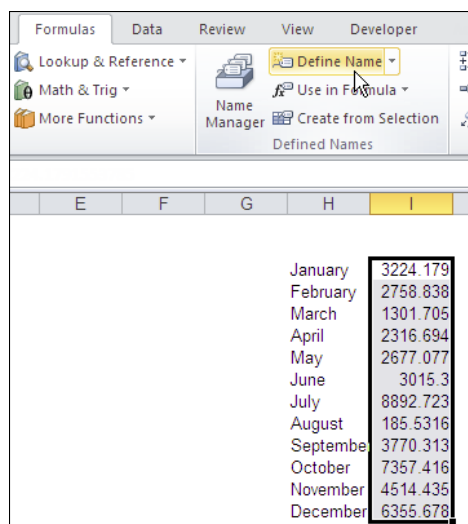 Formulas Data Review View Developer
Lookup & Reference Define Name
Math & Trig Use in Formula
More Functions Name Manager Create from Selection
Defined Names
E F G H I
January 3224.179
February 2758.838
March 1301.705
April 2316.694
May 2677.077
June 3015.3
July 8892.723
August 185.5316
Septembe 3770.313
October 7357.416
November 4514.435
December 6355.678